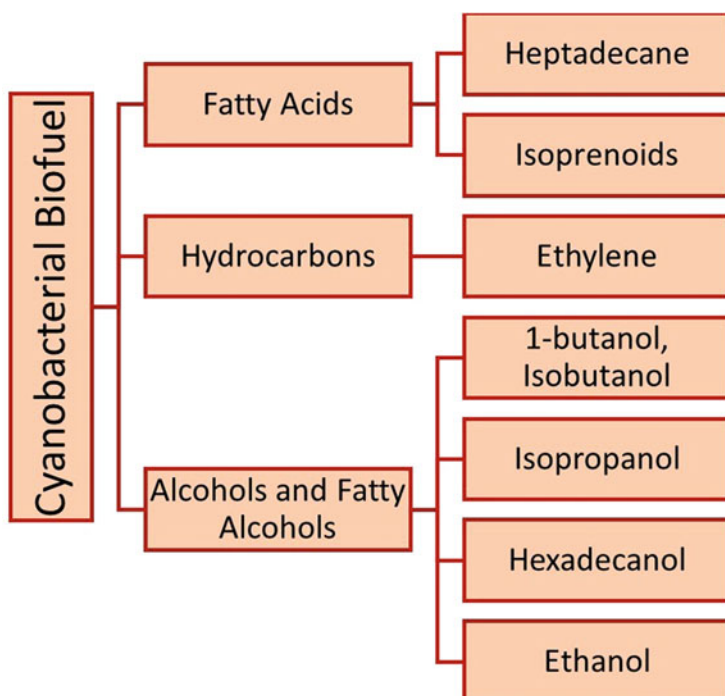 Cyanobacterial Biofuel
Fatty Acids
Heptadecane
Isoprenoids
Hydrocarbons
Ethylene
Alcohols and Fatty
Alcohols
1-butanol,
Isobutanol
Isopropanol
Hexadecanol
Ethanol